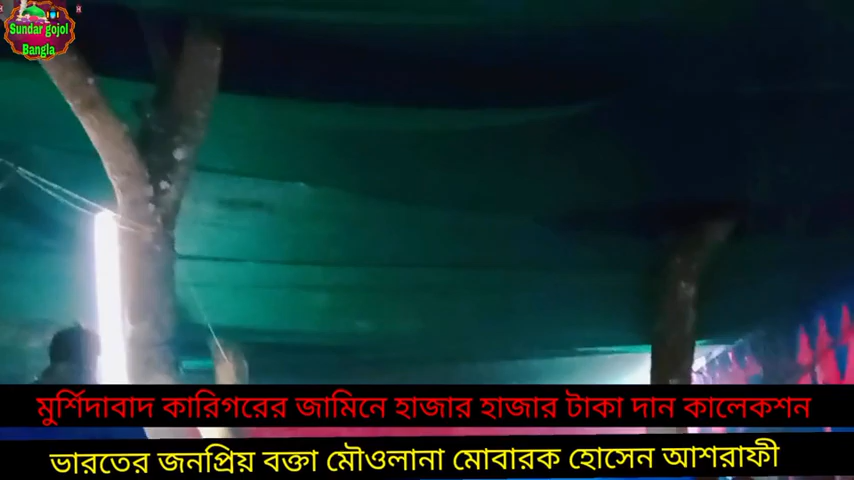 Sundar gojol
Bangla
মুর্শিদাবাদ কারিগরের জামিনে হাজার হাজার টাকা দান কালেকশন
ভারতের জনপ্রিয় বক্তা মৌওলানা মোবারক হোসেন আশরাফী